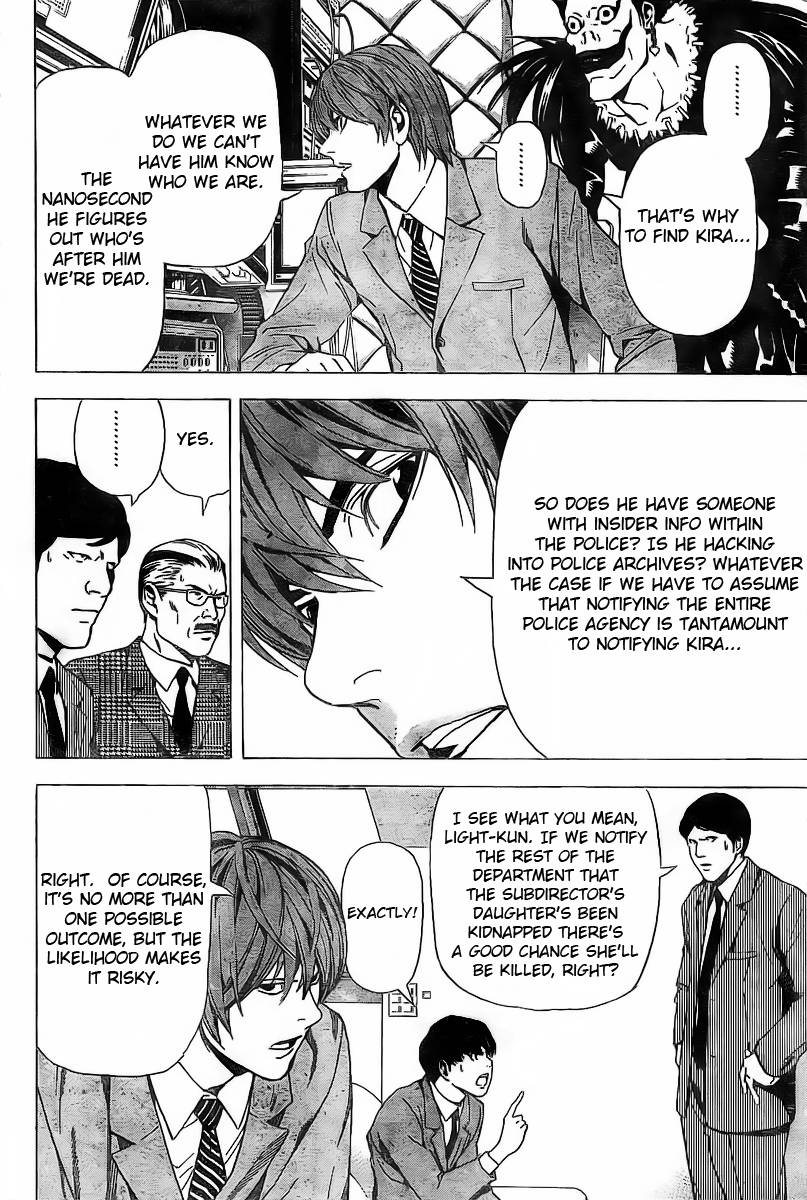 .........
THAT'S WHY
TO FIND KIRA...
.........
WHATEVER WE
DO WE CAN'T
HAVE HIM KNOW
WHO WE ARE.
THE
NANOSECOND
HE FIGURES
OUT WHO'S
AFTER HIM
WE'RE DEAD.
SO DOES HE HAVE SOMEONE
WITH INSIDER INFO WITHIN
THE POLICE? IS HE HACKING
INTO POLICE ARCHIVES? WHATEVER
THE CASE IF WE HAVE TO ASSUME
THAT NOTIFYING THE ENTIRE
POLICE AGENCY IS TANTAMOUNT
TO NOTIFYING KIRA...
YES.
.........
I SEE WHAT YOU MEAN,
LIGHT-KUN. IF WE NOTIFY
THE REST OF THE
DEPARTMENT THAT
THE SUBDIRECTOR'S
DAUGHTER'S BEEN
KIDNAPPED THERE'S
A GOOD CHANCE SHE'LL
BE KILLED, RIGHT?
EXACTLY!
RIGHT. OF COURSE,
IT'S NO MORE THAN
ONE POSSIBLE
OUTCOME, BUT THE
LIKELIHOOD MAKES
IT RISKY.